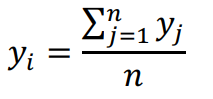 y_i = \frac{\sum_{j=1}^{n} y_j}{n}